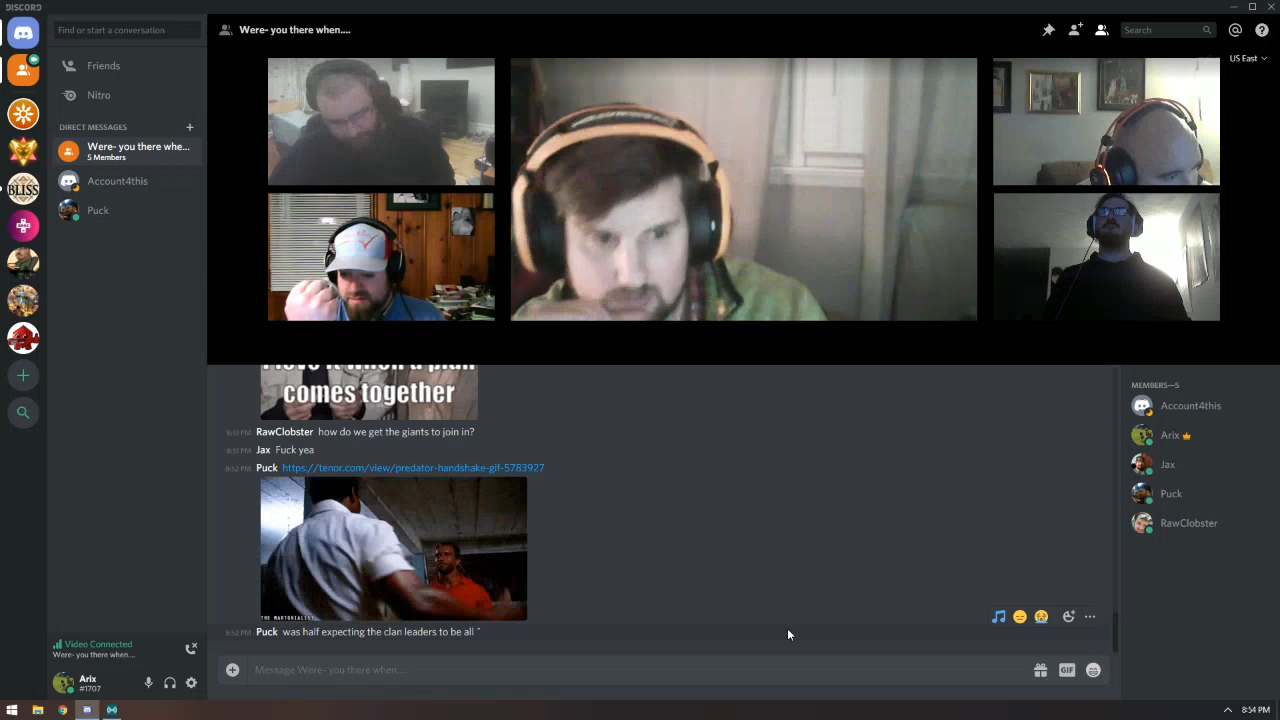 DISCORD
Find or start a conversation
Friends
Nitro
DIRECT MESSAGES
Were- you there whe...
5 Members
Account4this
Puck
BLISS
Video Connected
Were- you there when....
Arix
#1707
Were- you there when....
Search
US East
comes together
8:51 PM RawClobster how do we get the giants to join in?
8:51 PM Jax Fuck yea
8:52 PM Puck https://tenor.com/view/predator-handshake-gif-5783927
THE MARTORIALIST
8:52 PM Puck was half expecting the clan leaders to be all ^
Message Were- you there when....
GIF
MEMBERS—5
Account4this
Arix
Jax
Puck
RawClobster
8:54 PM